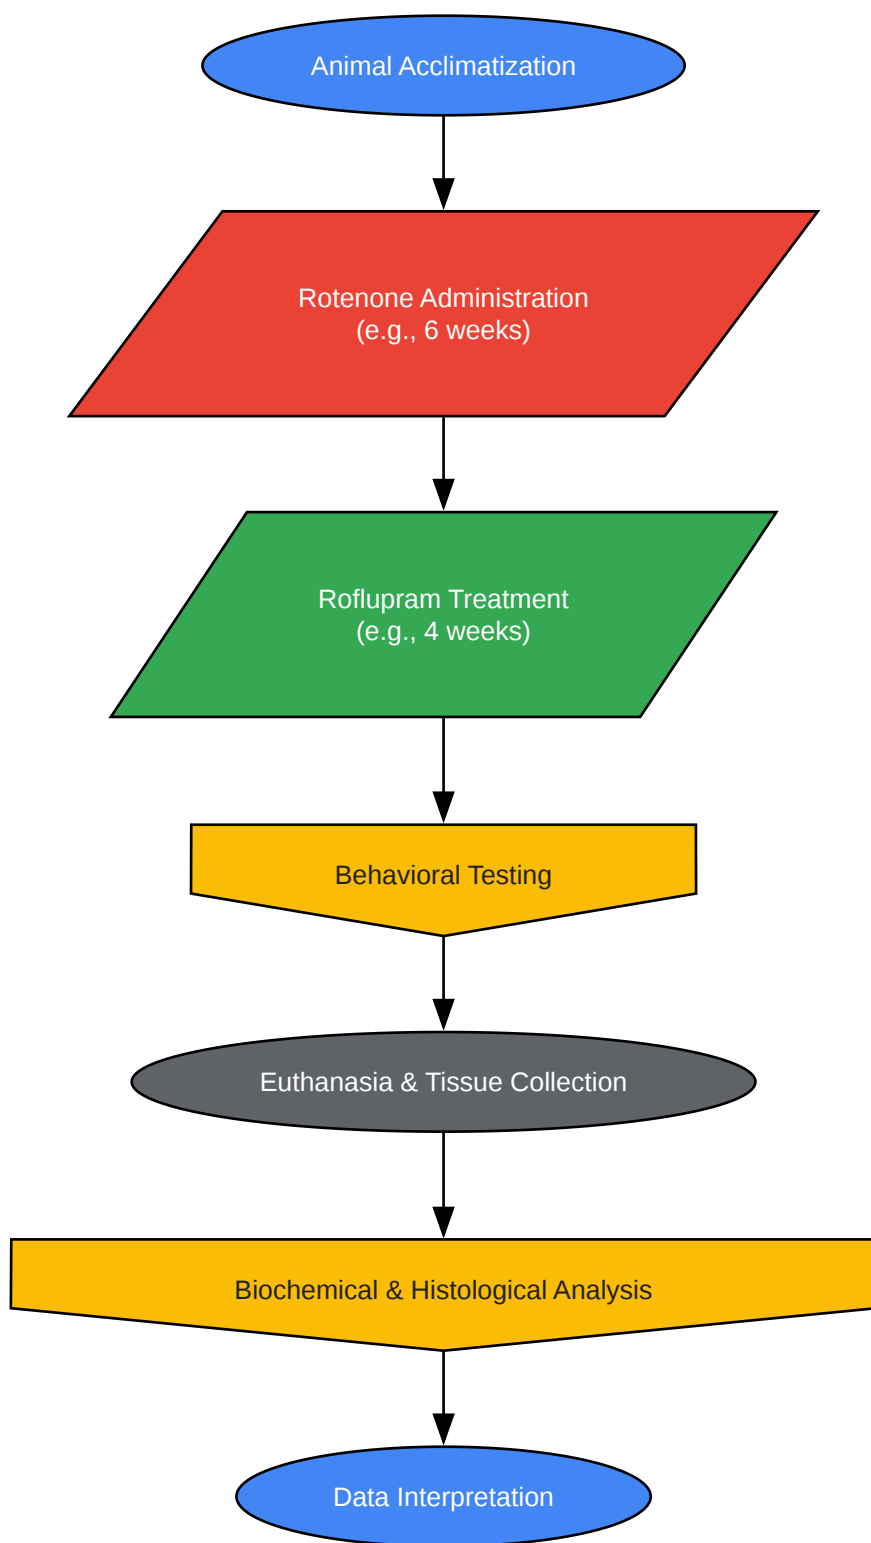 Animal Acclimatization
Rotenone Administration
(e.g., 6 weeks)
Roflupram Treatment
(e.g., 4 weeks)
Behavioral Testing
Euthanasia & Tissue Collection
Biochemical & Histological Analysis
Data Interpretation